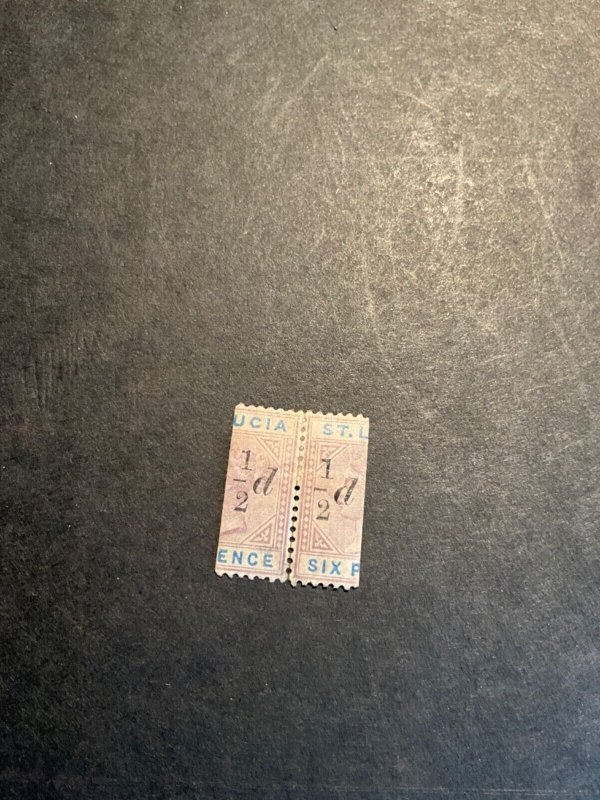 UCIA ST. L
1/2 d 1/2 d
ENCE SIX P